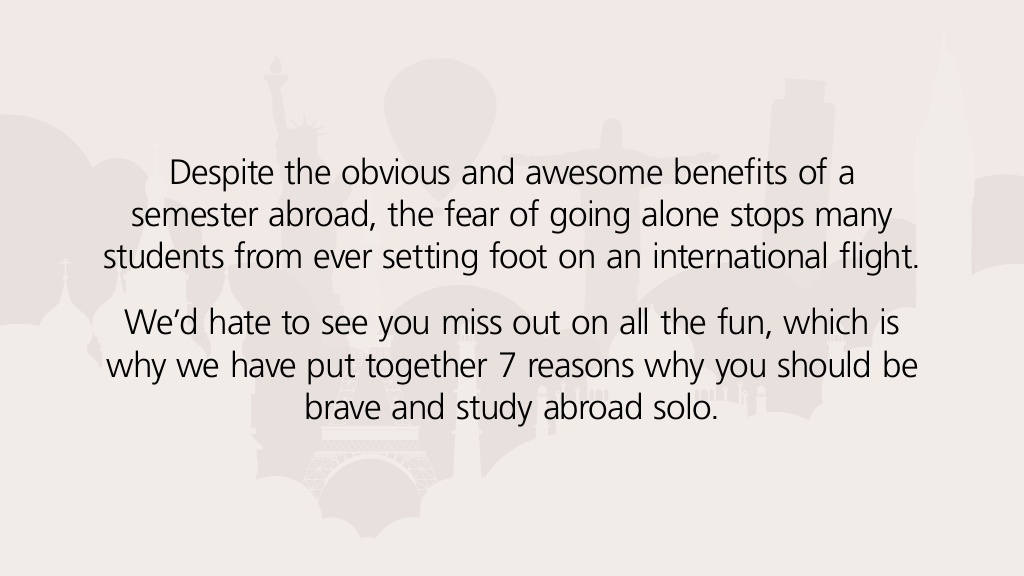 Despite the obvious and awesome benefits of a
semester abroad, the fear of going alone stops many
students from ever setting foot on an international flight.
We’d hate to see you miss out on all the fun, which is
why we have put together 7 reasons why you should be
brave and study abroad solo.